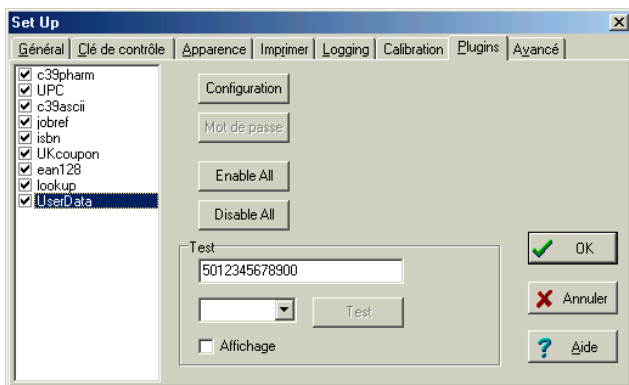 Set Up
Général Clé de contrôle Apparence Imprimer Logging Calibration Plugins Avancé
c39pharm
UPC
c39ascii
jobref
isbn
UKcoupon
ean128
lookup
UserData
Configuration
Mot de passe
Enable All
Disable All
Test
5012345678900
Test
Affichage
OK
Annuler
? Aide